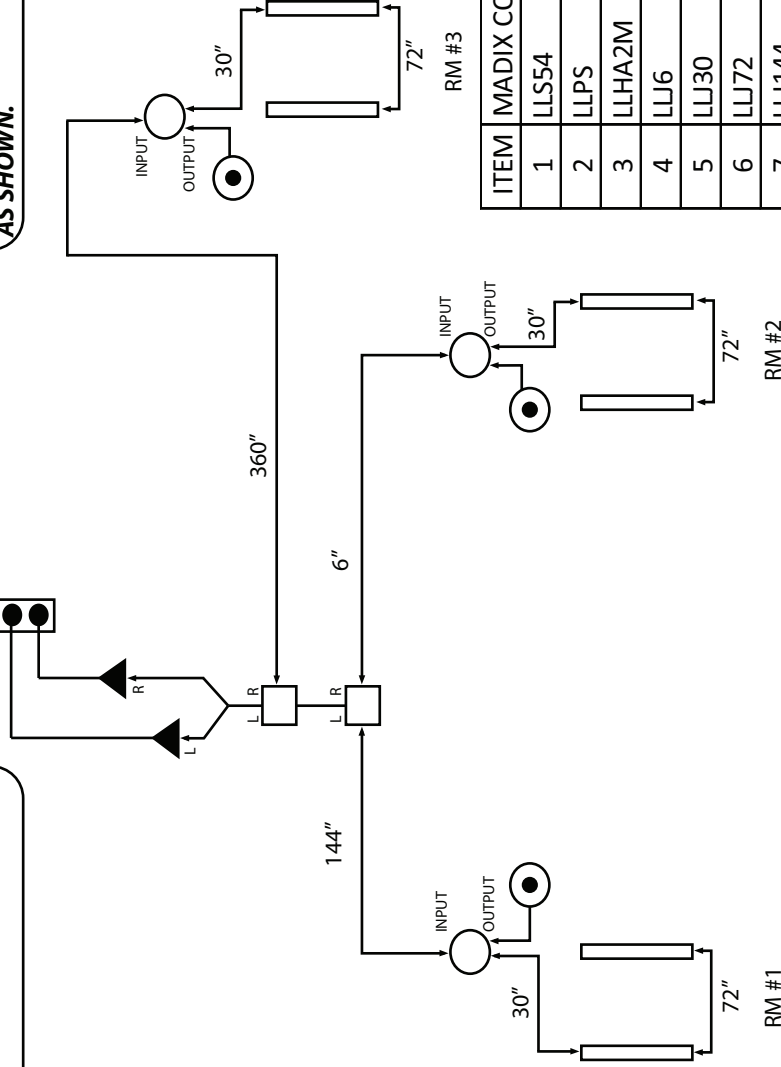 AS SHOWN.
INPUT
OUTPUT
L
R
30"
L R
360"
72"
RM #3
144"
L R
6"
INPUT
OUTPUT
INPUT
OUTPUT
30"
30"
72"
RM #1
72"
RM #2
ITEM MADIX
1 LLS54
2 LLPS
3 LLHA2M
4 LLJ6
5 LLJ30
6 LLJ72
7 LLJ144